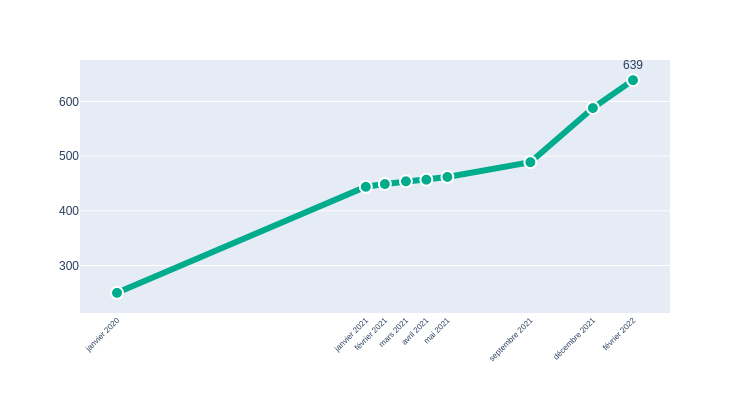 639
600
500
400
300
janvier 2020
janvier 2021
février 2021
mars 2021
avril 2021
mai 2021
septembre 2021
décembre 2021
février 2022